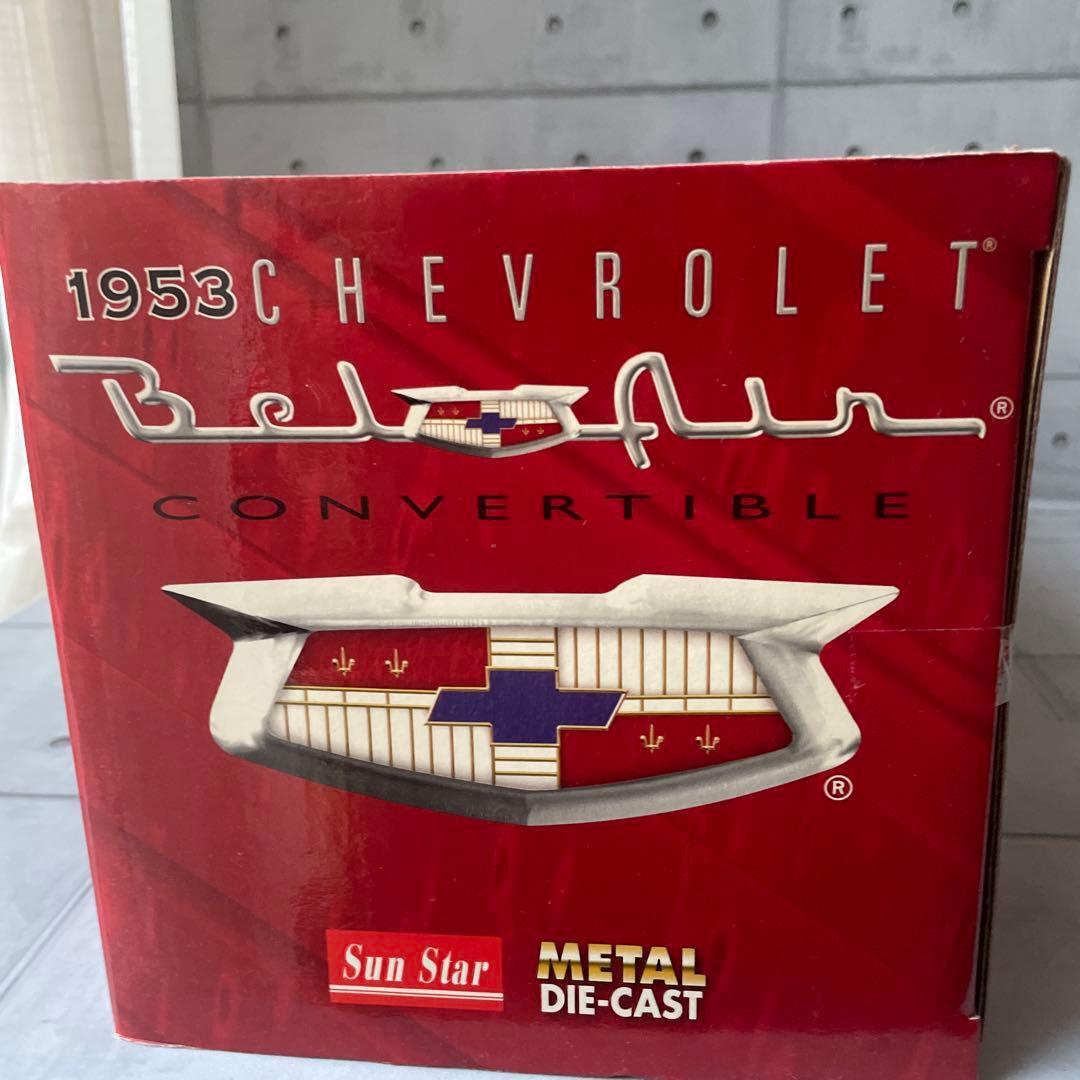 1953 CHEVROLET®
Bel Air®
CONVERTIBLE
®
Sun Star
METAL
DIE-CAST